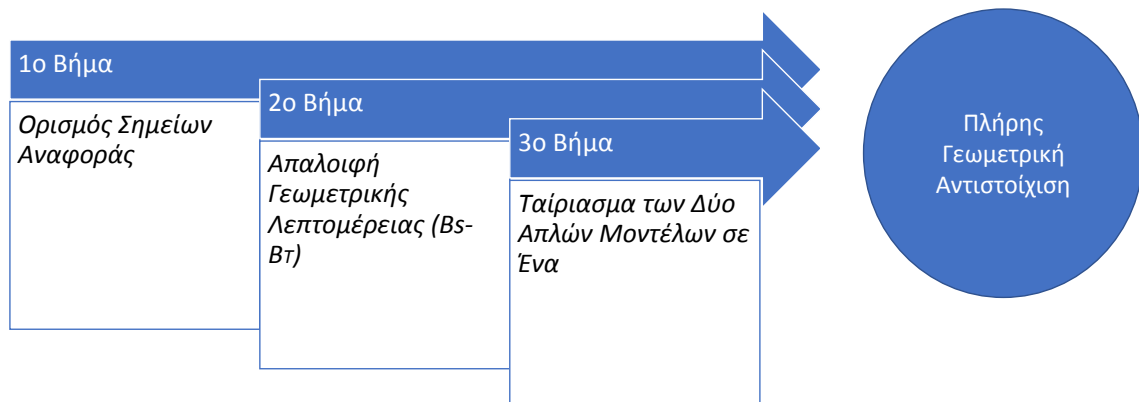 1ο Βήμα
Ορισμός Σημείων
Αναφοράς
2ο Βήμα
Απαλοιφή
Γεωμετρικής
Λεπτομέρειας (Bs-
BT)
3ο Βήμα
Ταίριασμα των Δύο
Απλών Μοντέλων σε
Ένα
Πλήρης
Γεωμετρική
Αντιστοίχιση